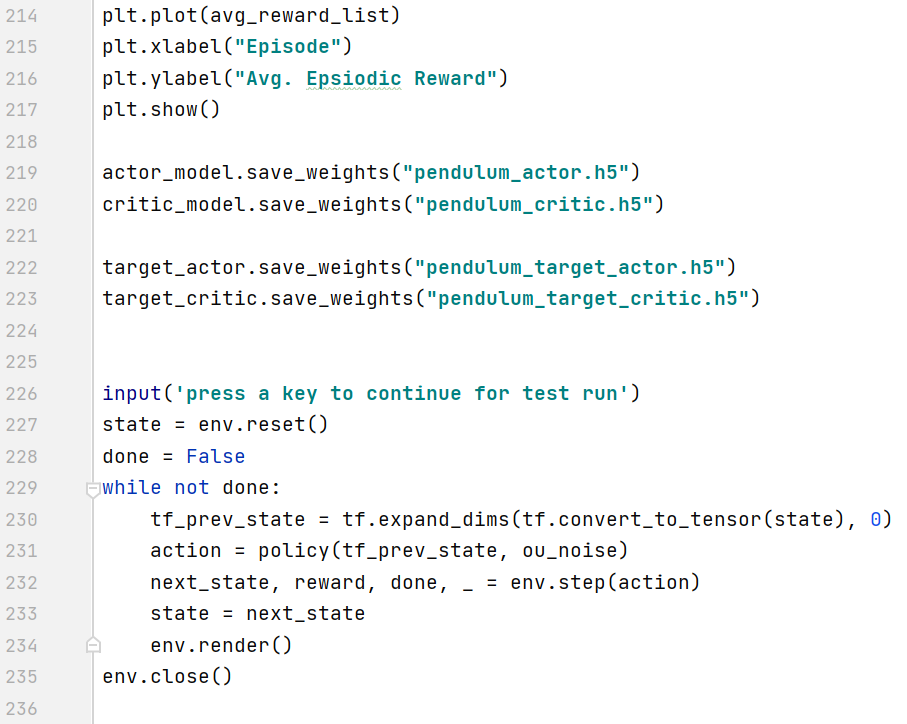 214 plt.plot(avg_reward_list)
215 plt.xlabel("Episode")
216 plt.ylabel("Avg. Epsiodic Reward")
217 plt.show()
218
219 actor_model.save_weights("pendulum_actor.h5")
220 critic_model.save_weights("pendulum_critic.h5")
221
222 target_actor.save_weights("pendulum_target_actor.h5")
223 target_critic.save_weights("pendulum_target_critic.h5")
224
225
226 input('press a key to continue for test run')
227 state = env.reset()
228 done = False
229 while not done:
230     tf_prev_state = tf.expand_dims(tf.convert_to_tensor(state), 0)
231     action = policy(tf_prev_state, ou_noise)
232     next_state, reward, done, _ = env.step(action)
233     state = next_state
234     env.render()
235 env.close()
236